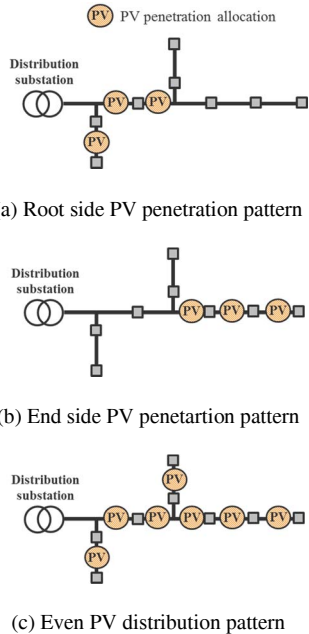 PV PV penetration allocation
Distribution
substation
PV PV
PV
(a) Root side PV penetration pattern
Distribution
substation
PV PV PV
(b) End side PV penetartion pattern
Distribution
substation
PV
PV PV PV PV PV
PV
(c) Even PV distribution pattern